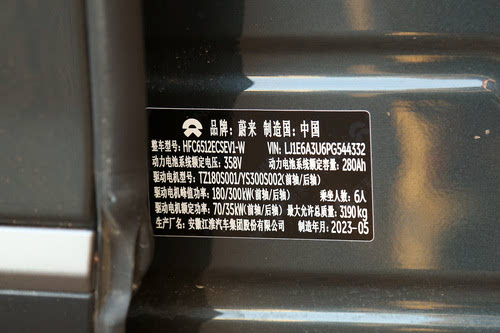 品牌：蔚来 制造国：中国
整车型号：HFC6512ECSEV1-W VIN：LJ1E6A3U6PG544332
动力电池系统额定电压：358V 动力电池系统额定容量：280Ah
驱动电机型号：TZ180S001/YS300S002(前轴/后轴)
驱动电机峰值功率：180/300kW(前轴/后轴) 乘坐人数：6人
驱动电机额定功率：70/35kW(前轴/后轴) 最大允许总质量：3190kg
生产厂名：安徽江淮汽车集团股份有限公司 制造年月：2023-05